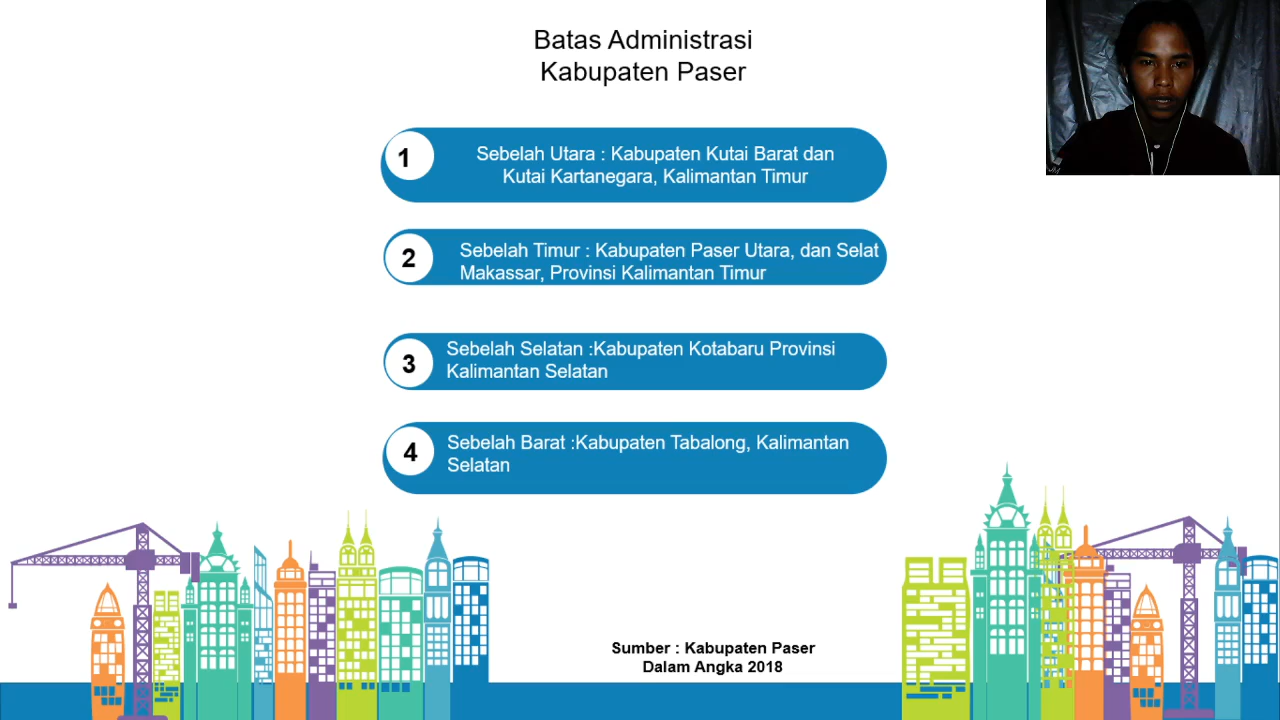 Batas Administrasi
Kabupaten Paser
1
Sebelah Utara : Kabupaten Kutai Barat dan
Kutai Kartanegara, Kalimantan Timur
2
Sebelah Timur : Kabupaten Paser Utara, dan Selat
Makassar, Provinsi Kalimantan Timur
3
Sebelah Selatan :Kabupaten Kotabaru Provinsi
Kalimantan Selatan
4
Sebelah Barat :Kabupaten Tabalong, Kalimantan
Selatan
Sumber : Kabupaten Paser
Dalam Angka 2018